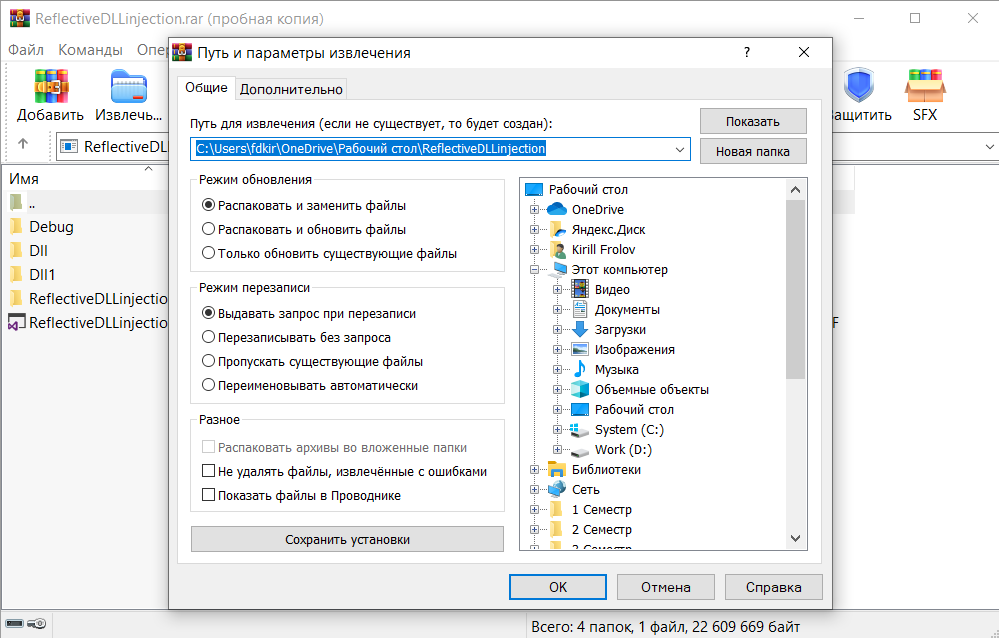 ReflectiveDLLinjection.rar (пробная копия)
Файл Команды Опер
Добавить Извлечь... ащитить SFX
ReflectiveDLI
Имя
..
Debug
Dll
Dll1
ReflectiveDLLinjectio
ReflectiveDLLinjectio F
Путь и параметры извлечения ?
Общие Дополнительно
Путь для извлечения (если не существует, то будет создан):
C:\Users\fdkir\OneDrive\Рабочий стол\ReflectiveDLLinjection
Показать
Новая папка
Режим обновления
Распаковать и заменить файлы
Распаковать и обновить файлы
Только обновить существующие файлы
Режим перезаписи
Выдавать запрос при перезаписи
Перезаписывать без запроса
Пропускать существующие файлы
Переименовывать автоматически
Разное
Распаковать архивы во вложенные папки
Не удалять файлы, извлечённые с ошибками
Показать файлы в Проводнике
Сохранить установки
Рабочий стол
OneDrive
Яндекс.Диск
Kirill Frolov
Этот компьютер
Видео
Документы
Загрузки
Изображения
Музыка
Объемные объекты
Рабочий стол
System (C:)
Work (D:)
Библиотеки
Сеть
1 Семестр
2 Семестр
3 Семестр
OK Отмена Справка
Всего: 4 папок, 1 файл, 22 609 669 байт